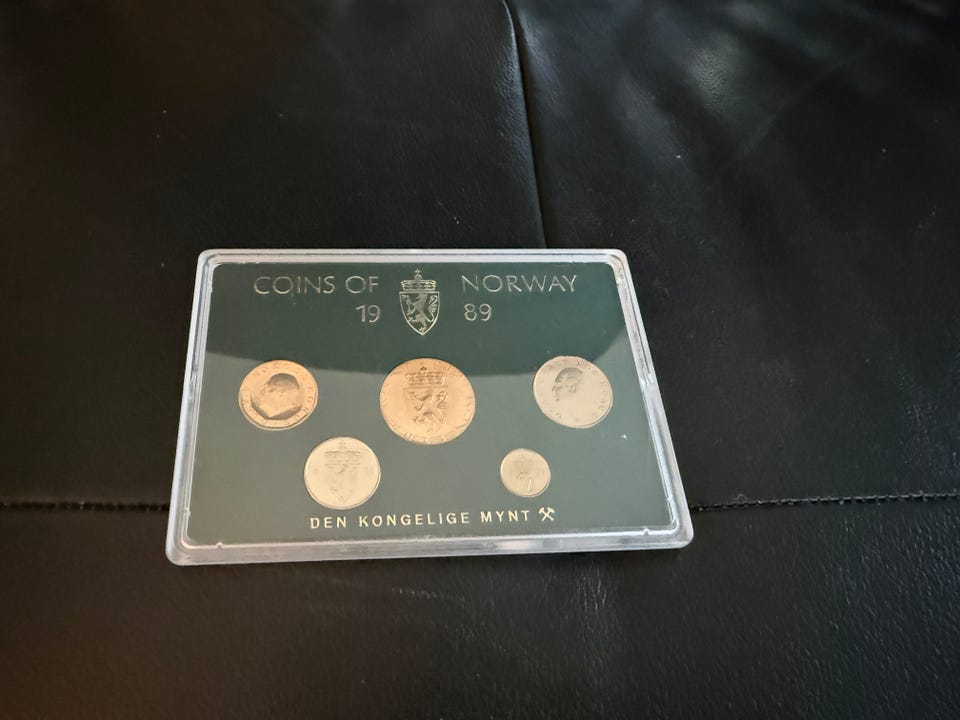 COINS OF NORWAY
19 89
DEN KONGELIGE MYNT